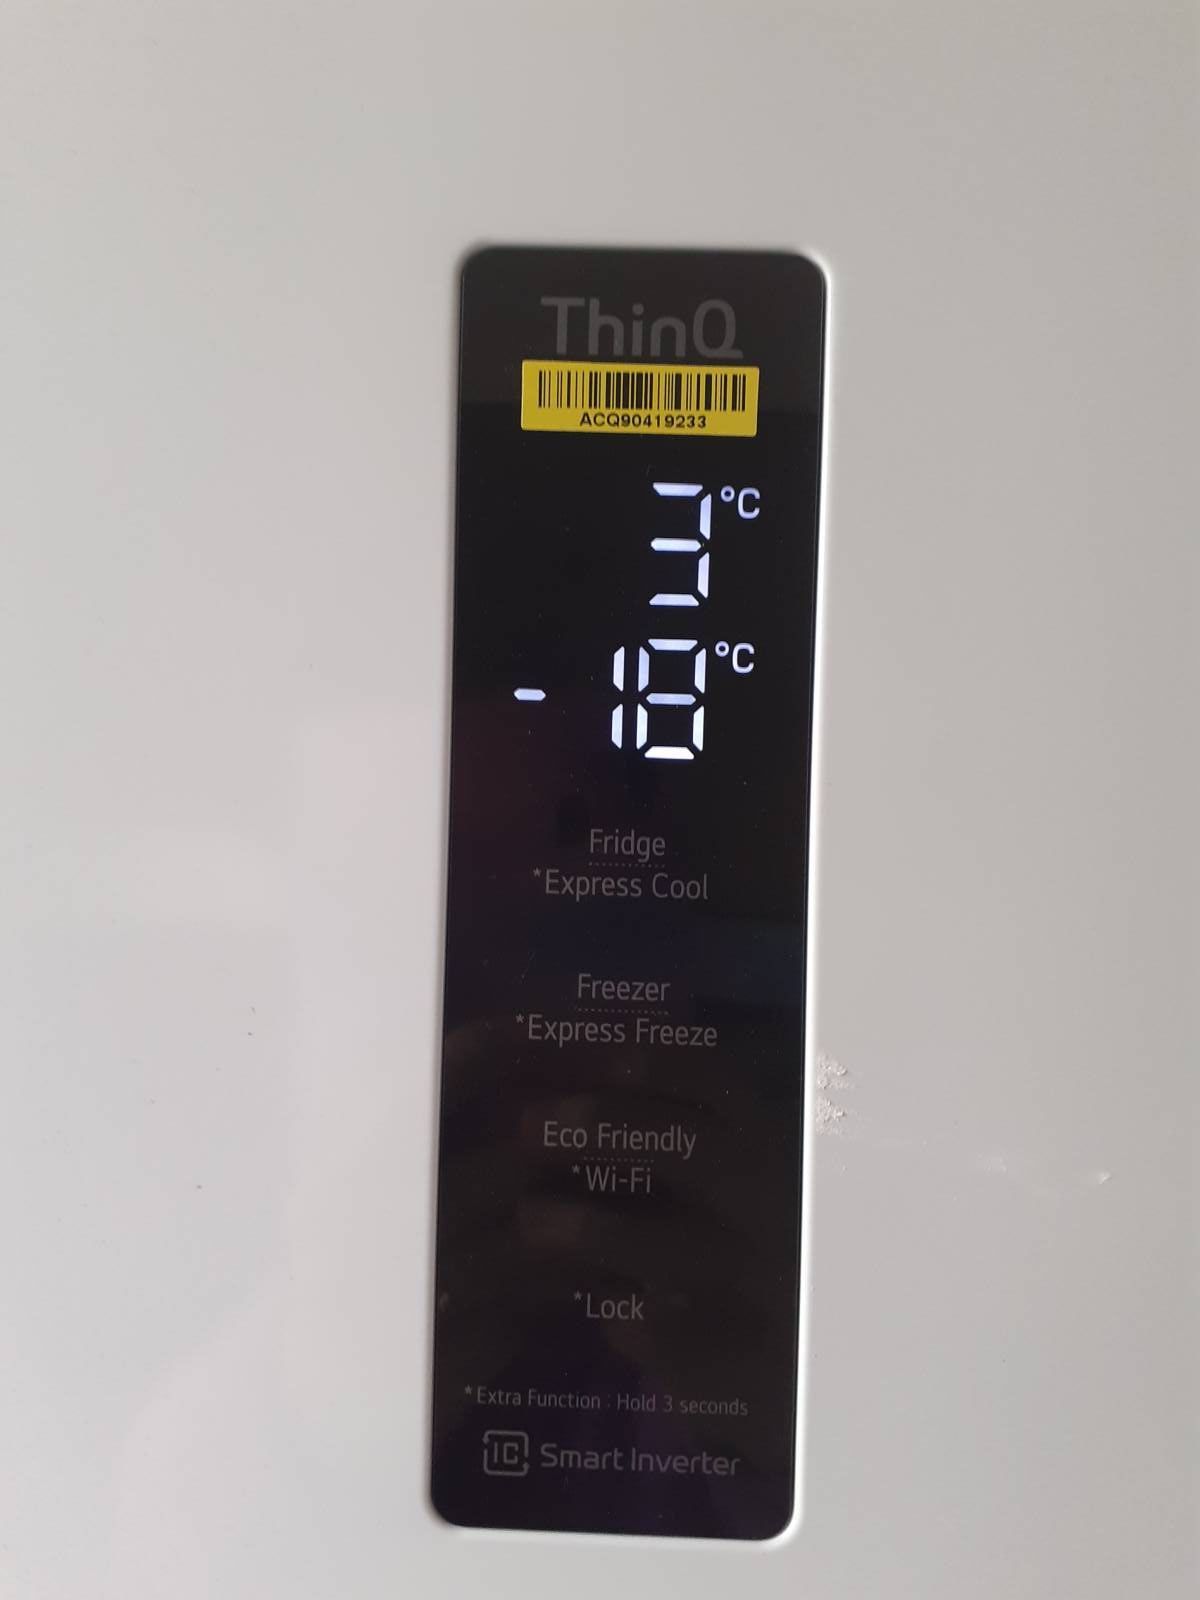 ThinQ
ACQ90419233
3 °C
- 18 °C
Fridge
*Express Cool
Freezer
*Express Freeze
Eco Friendly
*Wi-Fi
*Lock
*Extra Function : Hold 3 seconds
IC Smart Inverter